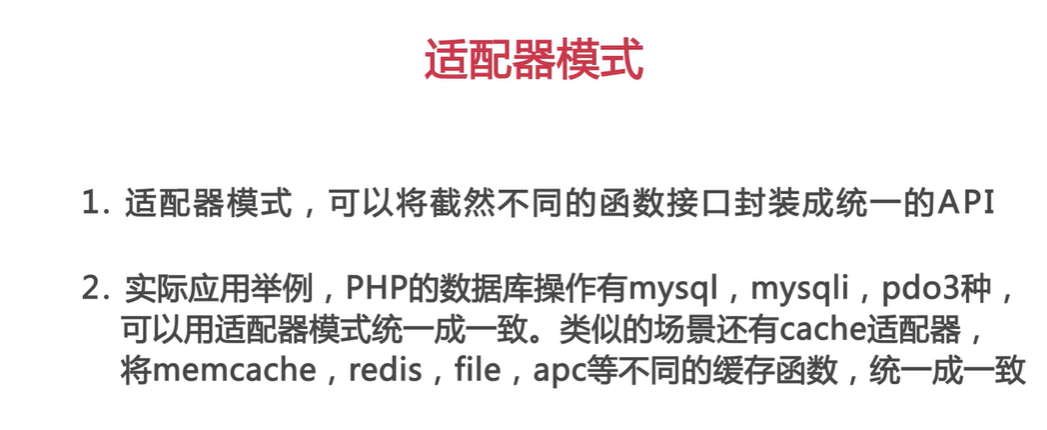 适配器模式
1. 适配器模式，可以将截然不同的函数接口封装成统一的API
2. 实际应用举例，PHP的数据库操作有mysql，mysqli，pdo3种，
可以用适配器模式统一成一致。类似的场景还有cache适配器，
将memcache，redis，file，apc等不同的缓存函数，统一成一致